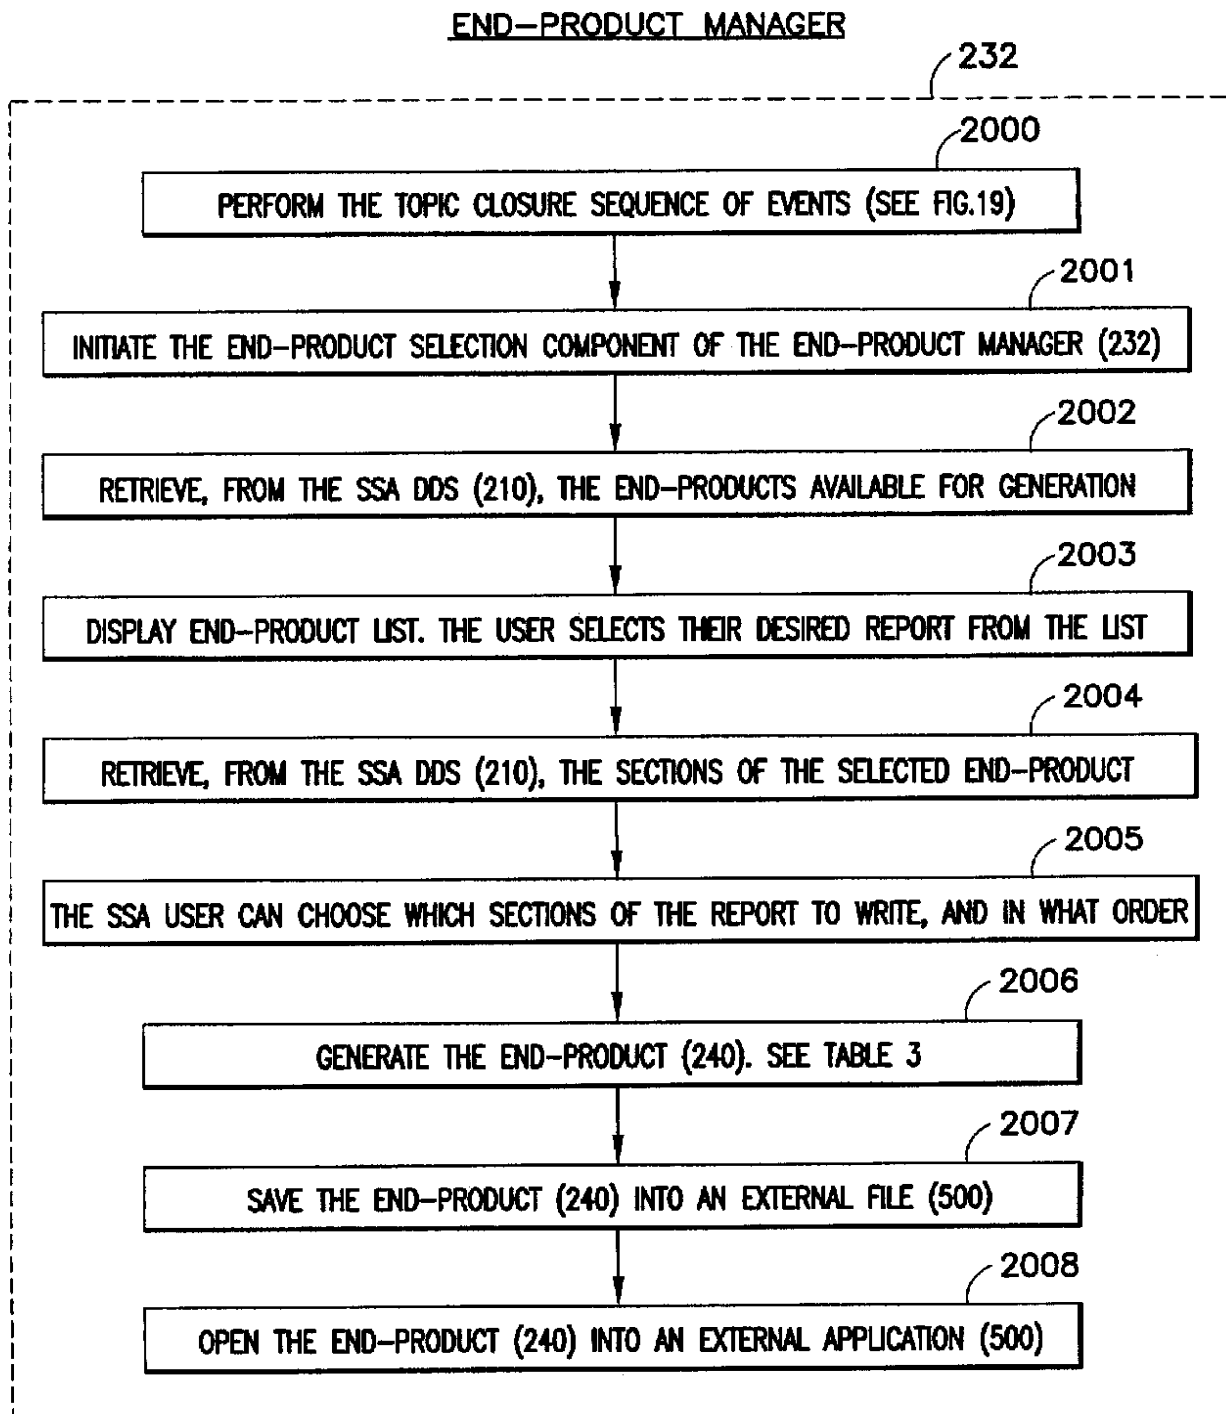 END-PRODUCT MANAGER
232
2000
PERFORM THE TOPIC CLOSURE SEQUENCE OF EVENTS (SEE FIG.19)
2001
INITIATE THE END-PRODUCT SELECTION COMPONENT OF THE END-PRODUCT MANAGER (232)
2002
RETRIEVE, FROM THE SSA DDS (210), THE END-PRODUCTS AVAILABLE FOR GENERATION
2003
DISPLAY END-PRODUCT LIST. THE USER SELECTS THEIR DESIRED REPORT FROM THE LIST
2004
RETRIEVE, FROM THE SSA DDS (210), THE SECTIONS OF THE SELECTED END-PRODUCT
2005
THE SSA USER CAN CHOOSE WHICH SECTIONS OF THE REPORT TO WRITE, AND IN WHAT ORDER
2006
GENERATE THE END-PRODUCT (240). SEE TABLE 3
2007
SAVE THE END-PRODUCT (240) INTO AN EXTERNAL FILE (500)
2008
OPEN THE END-PRODUCT (240) INTO AN EXTERNAL APPLICATION (500)